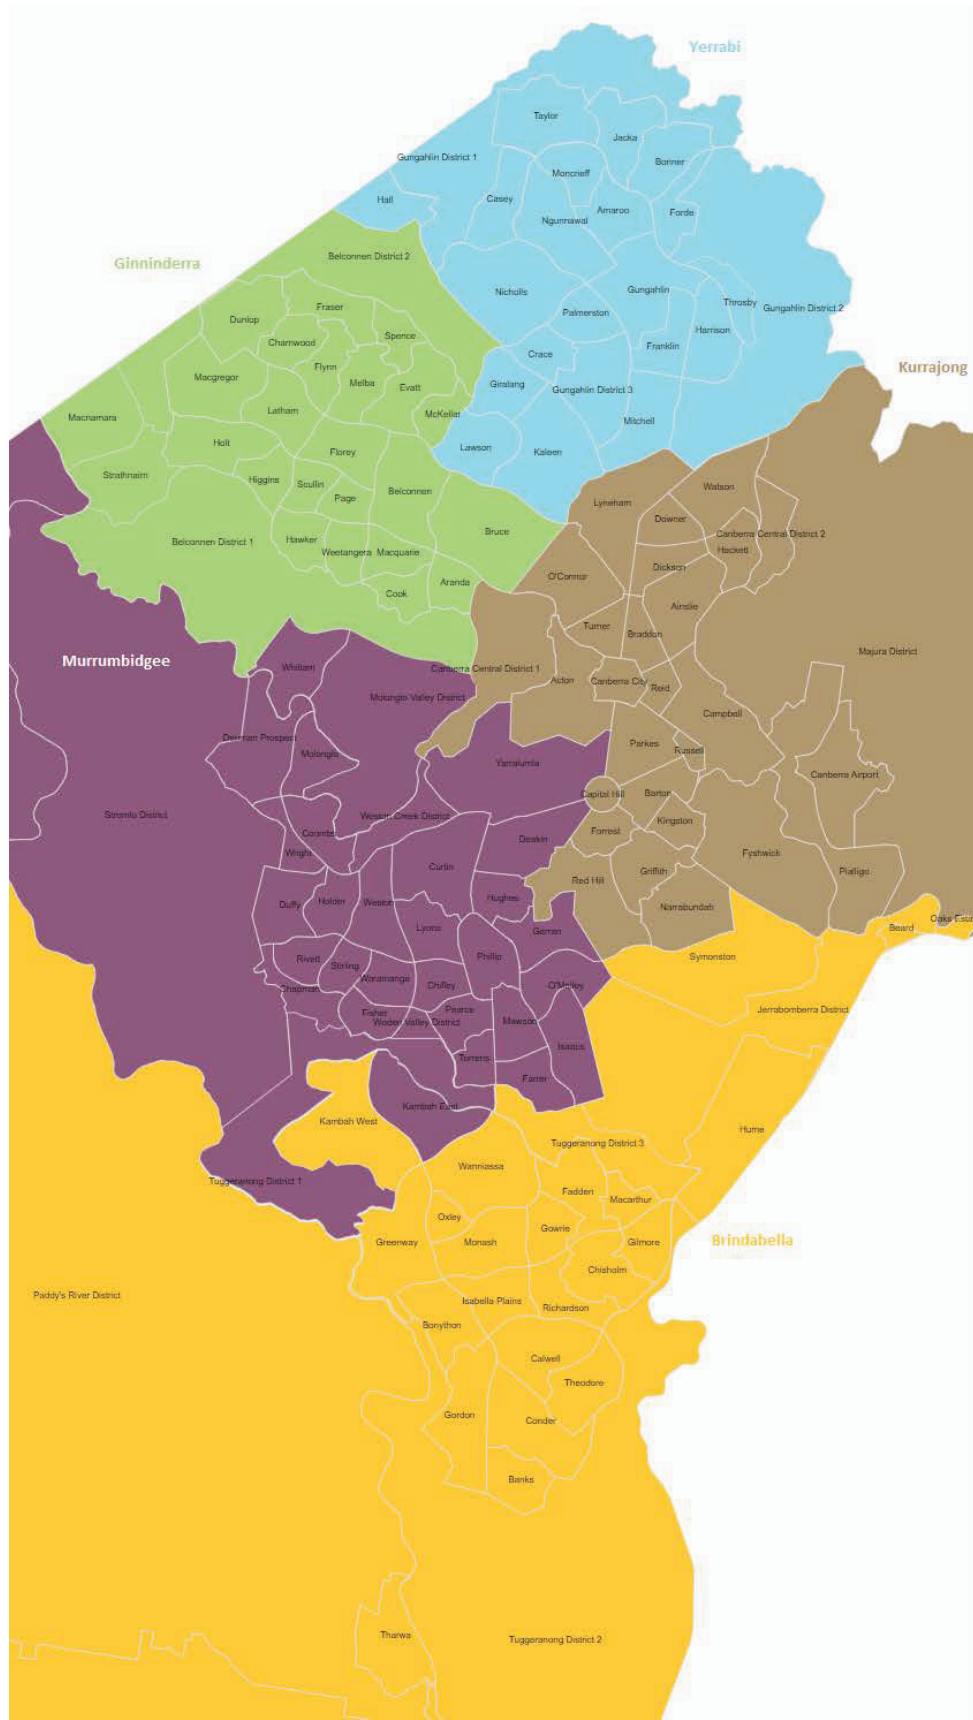 Yerrabi
Taylor
Jacka
Gungahlin District 1
Bonner
Moncrieff
Hall
Casey
Amaroo
Forde
Ngunnawal
Belconnen District 2
Ginninderra
Nicholls
Gungahlin
Throsby
Gungahlin District 2
Fraser
Palmerston
Dunlop
Harrison
Spence
Charnwood
Franklin
Crace
Flynn
Kurrajong
Macgregor
Melba
Evatt
Giralang
Gungahlin District 3
Latham
McKellar
Macnamara
Mitchell
Holt
Lawson
Kaleen
Florey
Strathnairn
Higgins
Scullin
Belconnen
Watson
Page
Lyneham
Downer
Bruce
Canberra Central District 2
Belconnen District 1
Hawker
Weetangera
Macquarie
Hackett
Dickson
O'Connor
Aranda
Cook
Ainslie
Turner
Braddon
Majura District
Murrumbidgee
Whitlam
Canberra Central District 1
Acton
Canberra City
Reid
Molonglo Valley District
Campbell
Denman Prospect
Parkes
Russell
Molonglo
Yarralumla
Canberra Airport
Capital Hill
Barton
Stromlo District
Weston Creek District
Kingston
Coombs
Forrest
Deakin
Wright
Curtin
Fyshwick
Griffith
Pialligo
Red Hill
Hughes
Duffy
Holder
Weston
Narrabundah
Oaks Esta
Lyons
Garran
Beard
Rivett
Stirling
Phillip
Symonston
Waramanga
Chapman
Chifley
O'Malley
Fisher
Pearce
Jerrabomberra District
Woden Valley District
Mawson
Isaacs
Torrens
Farrer
Kambah East
Kambah West
Hume
Tuggeranong District 3
Wanniassa
Tuggeranong District 1
Fadden
Macarthur
Oxley
Gowrie
Greenway
Monash
Gilmore
Brindabella
Chisholm
Paddy's River District
Isabella Plains
Richardson
Bonython
Calwell
Theodore
Gordon
Conder
Banks
Tharwa
Tuggeranong District 2